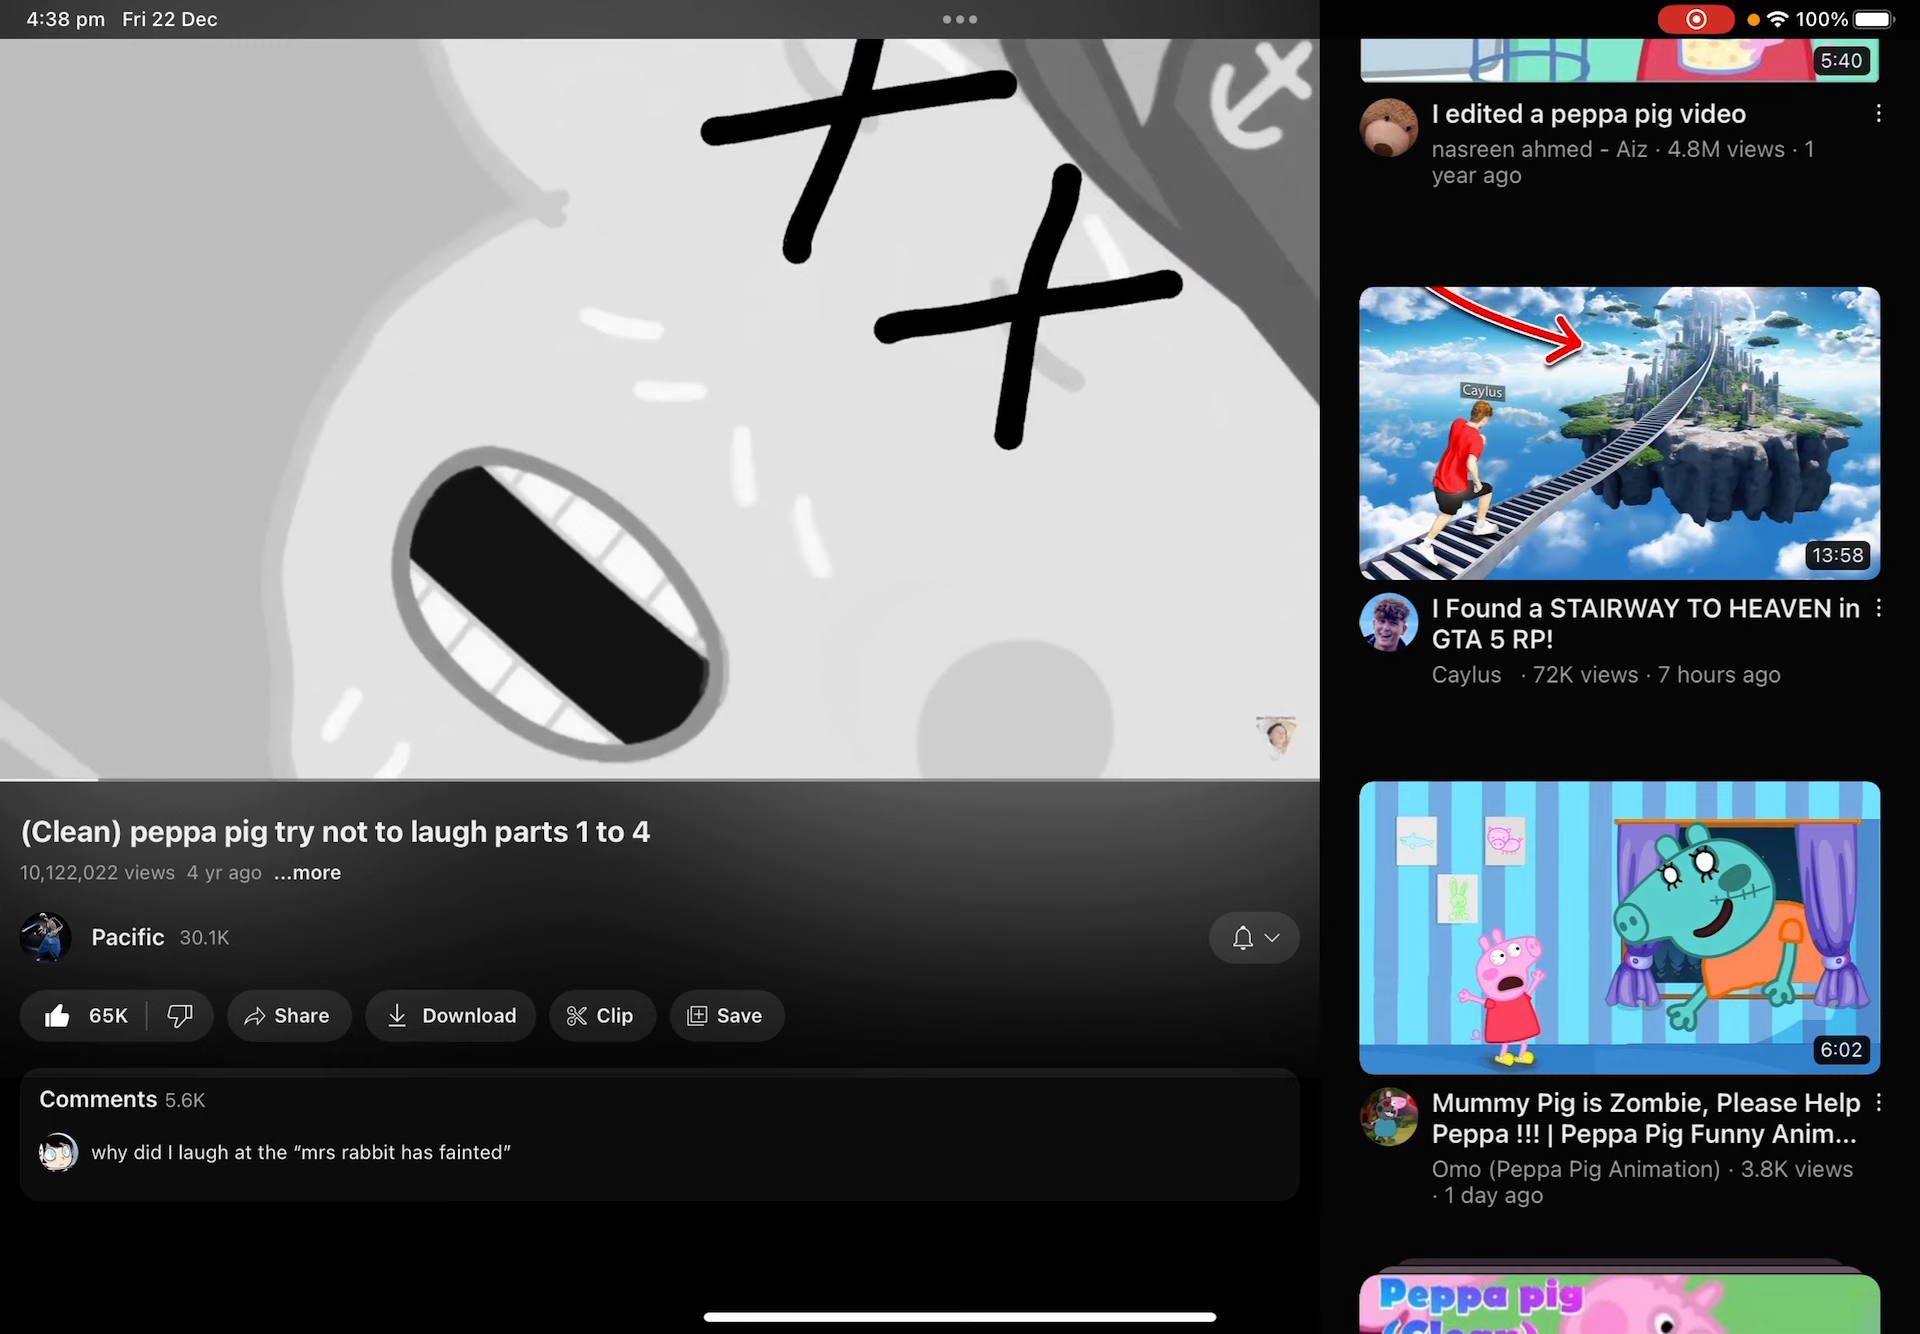 4:38 pm Fri 22 Dec
100%
(Clean) peppa pig try not to laugh parts 1 to 4
10,122,022 views 4 yr ago ...more
Pacific 30.1K
65K Share Download Clip Save
Comments 5.6K
why did I laugh at the “mrs rabbit has fainted”
5:40
I edited a peppa pig video
nasreen ahmed - Aiz · 4.8M views · 1
year ago
Caylus
13:58
I Found a STAIRWAY TO HEAVEN in
GTA 5 RP!
Caylus · 72K views · 7 hours ago
6:02
Mummy Pig is Zombie, Please Help
Peppa !!! | Peppa Pig Funny Anim...
Omo (Peppa Pig Animation) · 3.8K views
· 1 day ago
Peppa pig
(Clean)